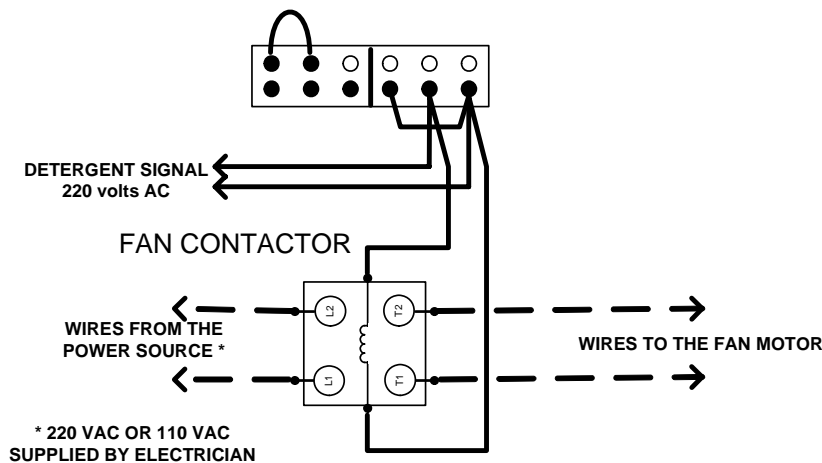 DETERGENT SIGNAL
220 volts AC
FAN CONTACTOR
L2
T2
WIRES FROM THE
POWER SOURCE *
WIRES TO THE FAN MOTOR
L1
T1
* 220 VAC OR 110 VAC
SUPPLIED BY ELECTRICIAN